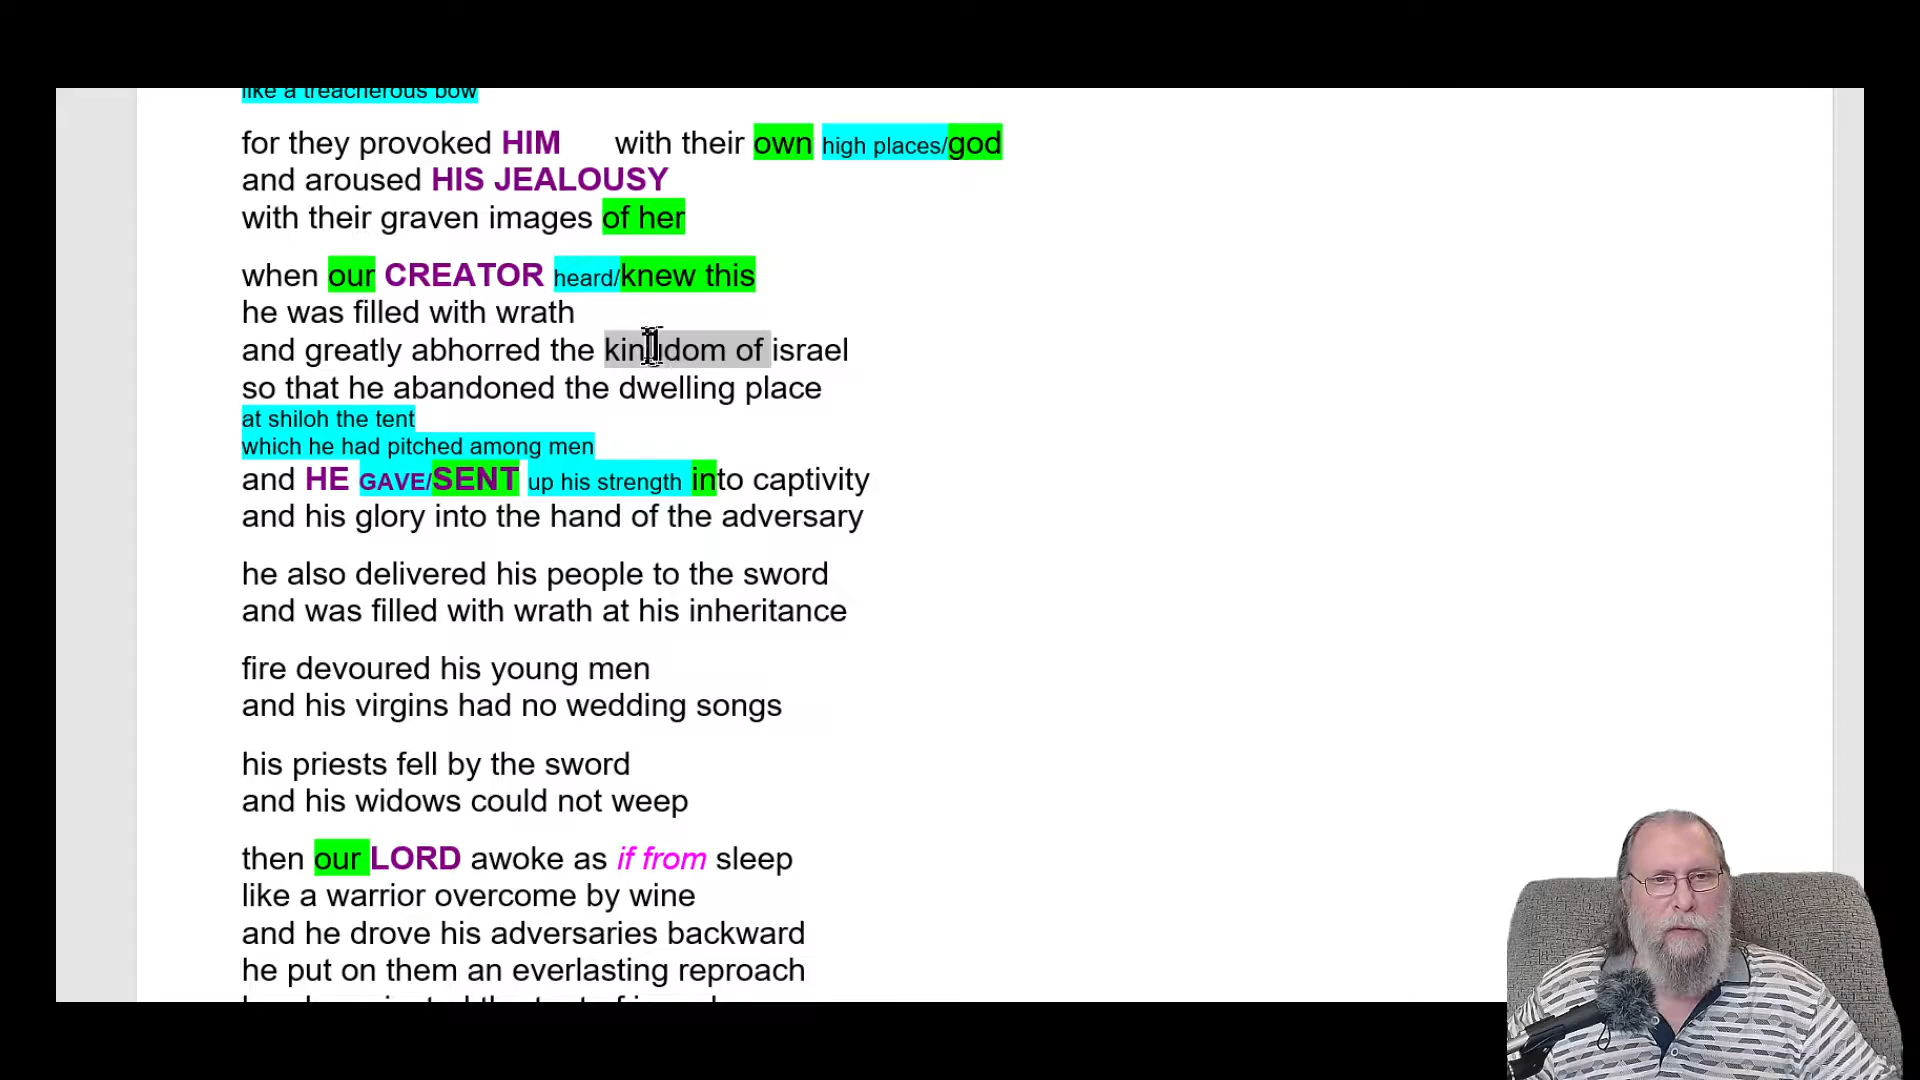 like a treacherous bow
for they provoked HIM with their own high places/god
and aroused HIS JEALOUSY
with their graven images of her
when our CREATOR heard/knew this
he was filled with wrath
and greatly abhorred the kingdom of israel
so that he abandoned the dwelling place
at shiloh the tent
which he had pitched among men
and HE GAVE/SENT up his strength into captivity
and his glory into the hand of the adversary
he also delivered his people to the sword
and was filled with wrath at his inheritance
fire devoured his young men
and his virgins had no wedding songs
his priests fell by the sword
and his widows could not weep
then our LORD awoke as if from sleep
like a warrior overcome by wine
and he drove his adversaries backward
he put on them an everlasting reproach